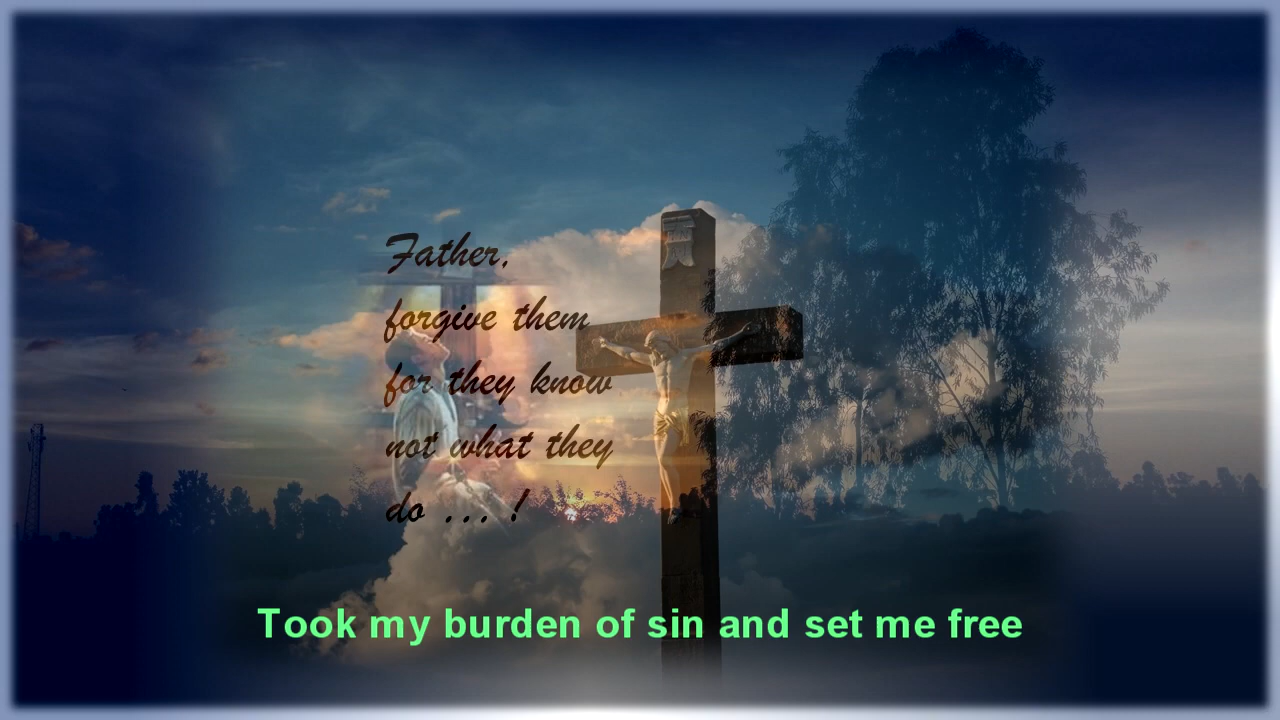 Father,
forgive them
for they know
not what they
do ... !
Took my burden of sin and set me free